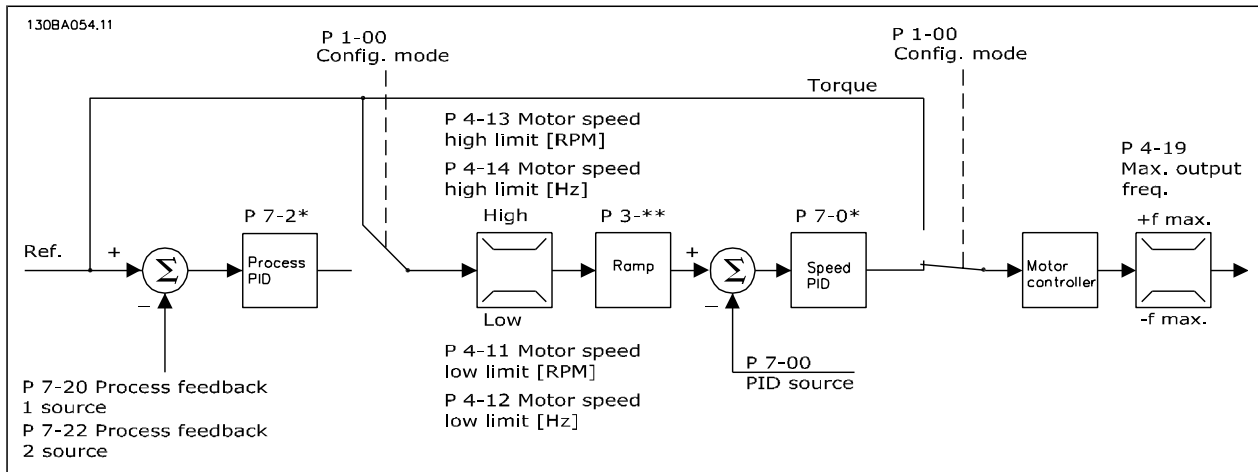 130BA054.11
P 1-00
Config. mode
P 1-00
Config. mode
Torque
P 4-13 Motor speed
high limit [RPM]
P 4-14 Motor speed
high limit [Hz]
P 4-19
Max. output
freq.
Ref.
+
Σ
_
P 7-2*
Process
PID
High
Low
P 3-**
Ramp
+
Σ
_
P 7-0*
Speed
PID
Motor
controller
+f max.
-f max.
P 7-20 Process feedback
1 source
P 7-22 Process feedback
2 source
P 4-11 Motor speed
low limit [RPM]
P 4-12 Motor speed
low limit [Hz]
P 7-00
PID source